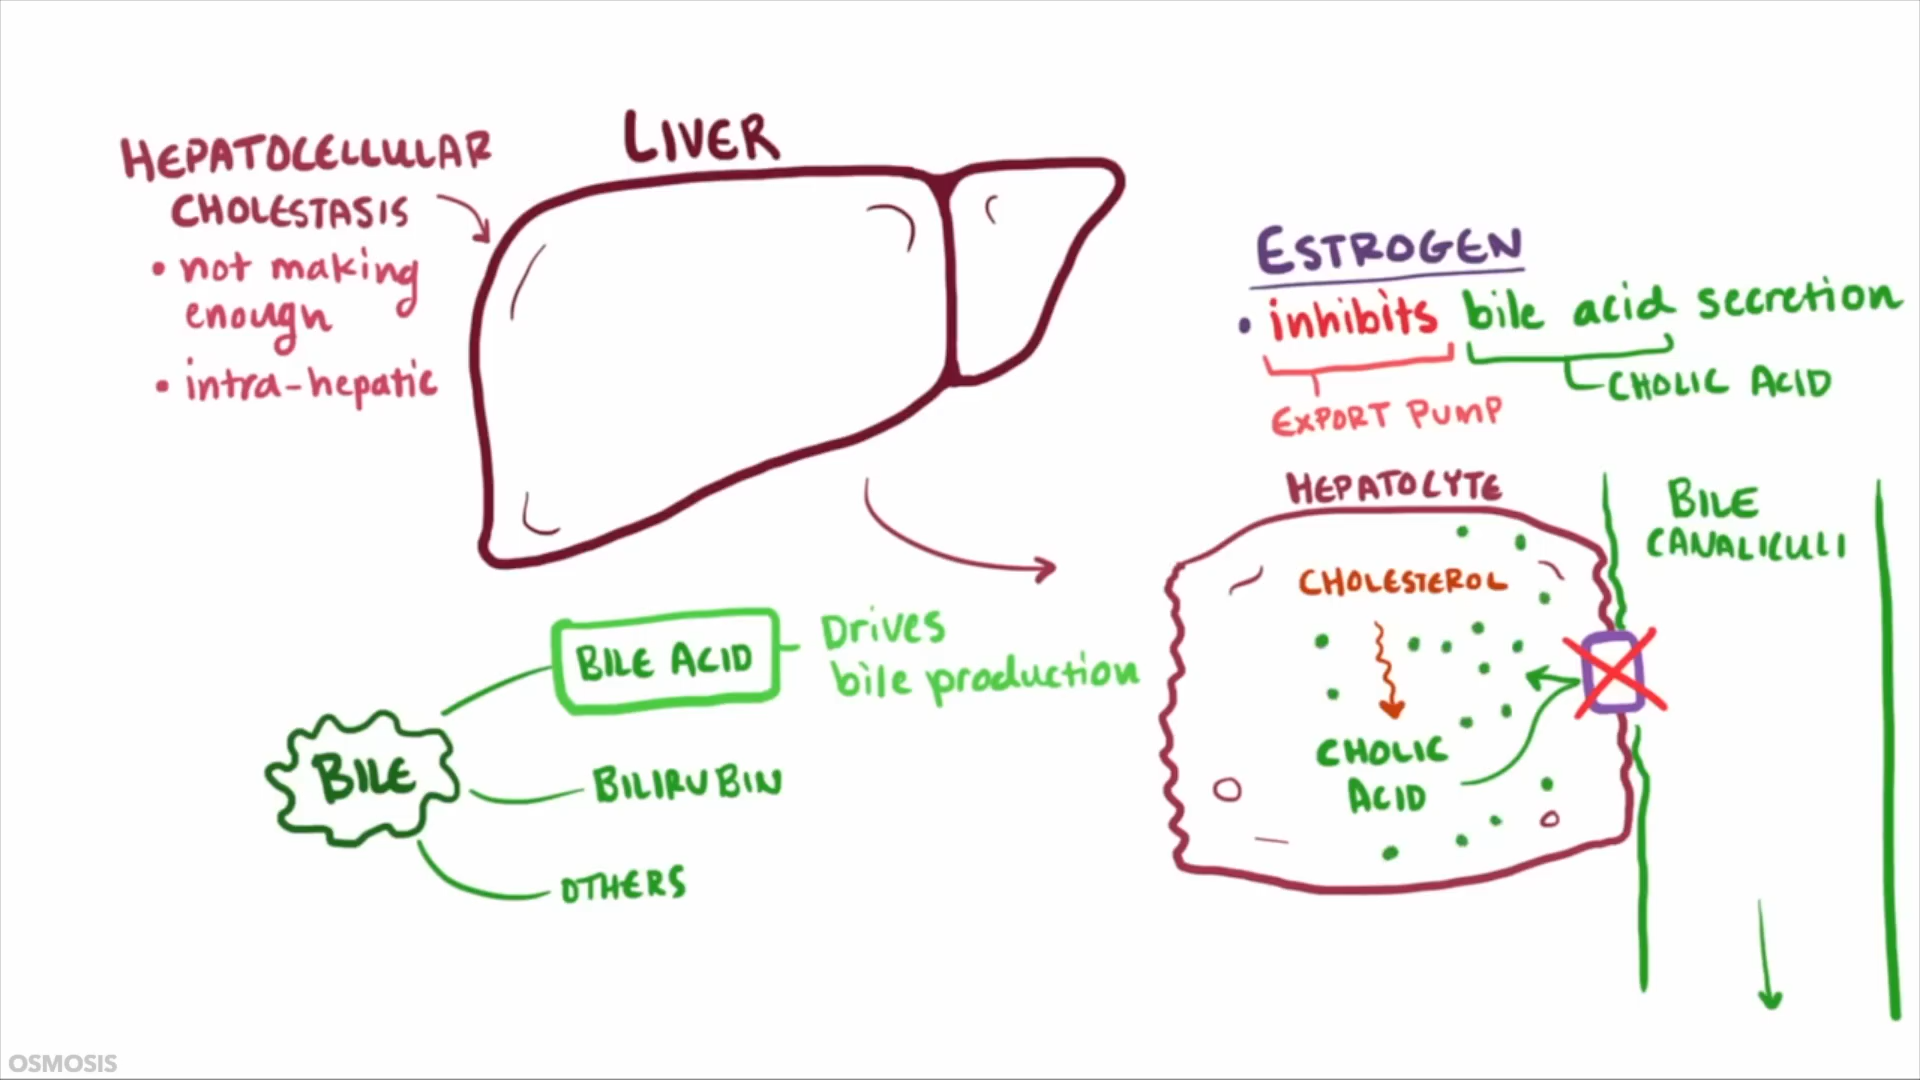 HEPATOCELLULAR
CHOLESTASIS
• not making
enough
• intra-hepatic
LIVER
ESTROGEN
• inhibits bile acid secretion
EXPORT PUMP
CHOLIC ACID
HEPATOLYTE
BILE
CANALICULI
CHOLESTEROL
CHOLIC
ACID
BILE
BILE ACID
Drives
bile production
BILIRUBIN
OTHERS
OSMOSIS